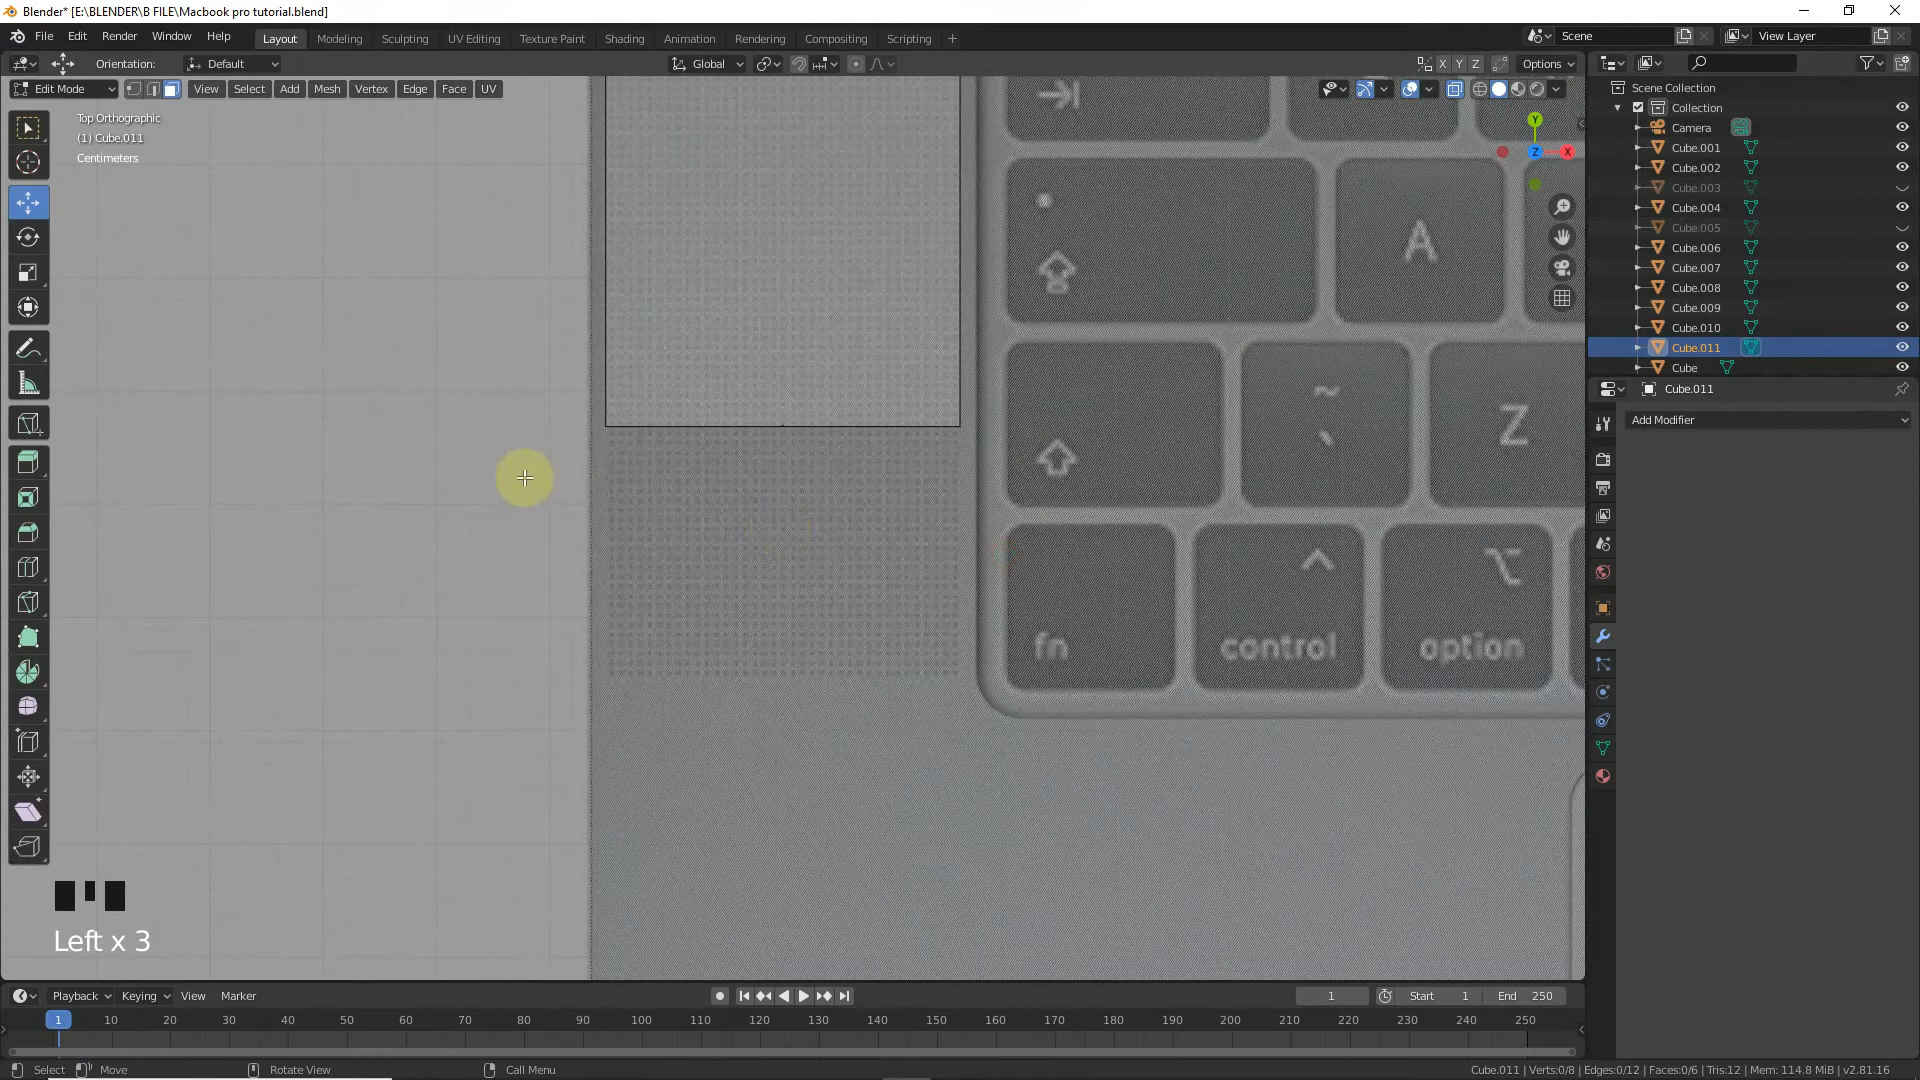 Blender* [E:\BLENDER\B FILE\Macbook pro tutorial.blend]
File Edit Render Window Help Layout Modeling Sculpting UV Editing Texture Paint Shading Animation Rendering Compositing Scripting + Scene View Layer
Orientation: Default Global X Y Z Options
Edit Mode View Select Add Mesh Vertex Edge Face UV
Top Orthographic
(1) Cube.011
Centimeters
Y
Z X
A
~
`
Z
fn control option
Left x 3
Scene Collection
Collection
Camera
Cube.001
Cube.002
Cube.003
Cube.004
Cube.005
Cube.006
Cube.007
Cube.008
Cube.009
Cube.010
Cube.011
Cube
Cube.011
Add Modifier
Playback Keying View Marker 1 Start 1 End 250
1 10 20 30 40 50 60 70 80 90 100 110 120 130 140 150 160 170 180 190 200 210 220 230 240 250
Select Move Rotate View Call Menu Cube.011 | Verts:0/8 | Edges:0/12 | Faces:0/6 | Tris:12 | Mem: 114.8 MiB | v2.81.16